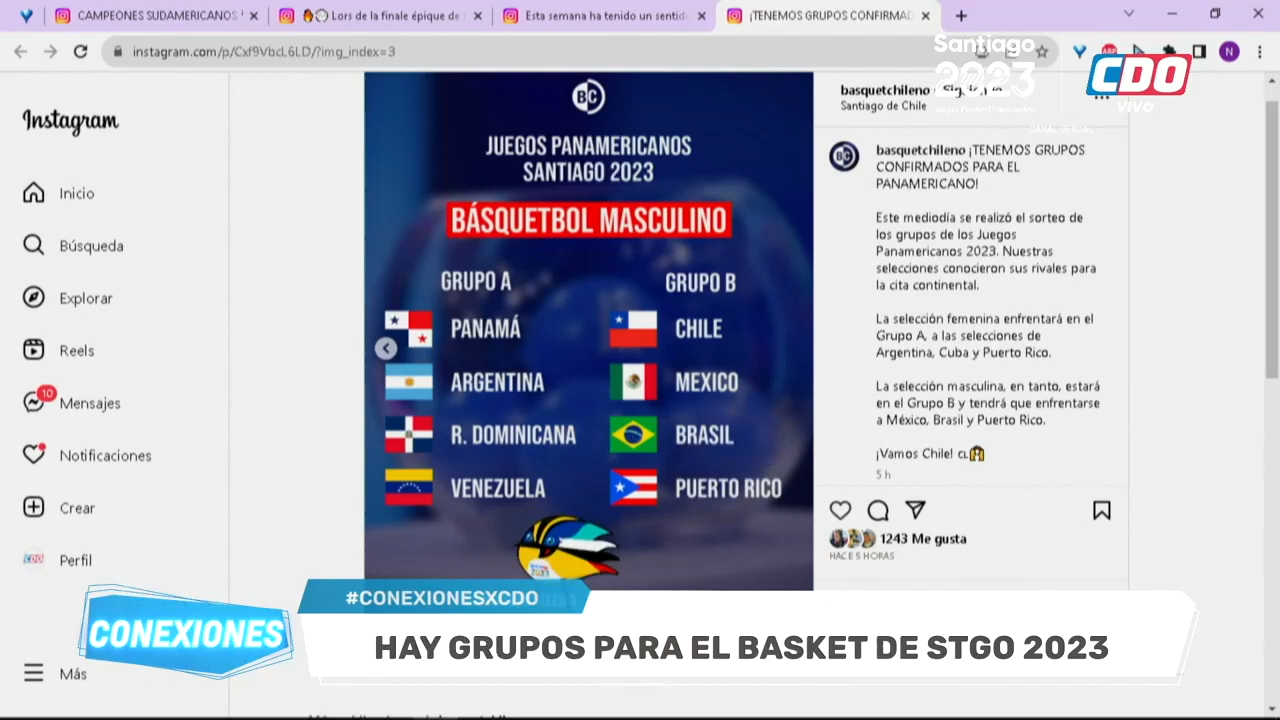 CAMPEONES SUDAMERICANOS
Lors de la finale épique de
Esta semana ha tenido un sentid
¡TENEMOS GRUPOS CONFIRMAD
instagram.com/p/Cxf9VbcL6LD/?img_index=3
ABP
N
Santiago
2023
CDO
vivo
CANAL OFICIAL
Instagram
Inicio
Búsqueda
Explorar
Reels
10
Mensajes
Notificaciones
Crear
CDO
Perfil
Más
BC
JUEGOS PANAMERICANOS
SANTIAGO 2023
BÁSQUETBOL MASCULINO
GRUPO A
PANAMÁ
ARGENTINA
R. DOMINICANA
VENEZUELA
GRUPO B
CHILE
MEXICO
BRASIL
PUERTO RICO
basquetchileno • Siguiendo
Santiago de Chile
BC
basquetchileno ¡TENEMOS GRUPOS
CONFIRMADOS PARA EL
PANAMERICANO!
Este mediodía se realizó el sorteo de
los grupos de los Juegos
Panamericanos 2023. Nuestras
selecciones conocieron sus rivales para
la cita continental.
La selección femenina enfrentará en el
Grupo A, a las selecciones de
Argentina, Cuba y Puerto Rico.
La selección masculina, en tanto, estará
en el Grupo B y tendrá que enfrentarse
a México, Brasil y Puerto Rico.
¡Vamos Chile! CL
5 h
1243 Me gusta
HACE 5 HORAS
#CONEXIONESXCDO
CONEXIONES
HAY GRUPOS PARA EL BASKET DE STGO 2023